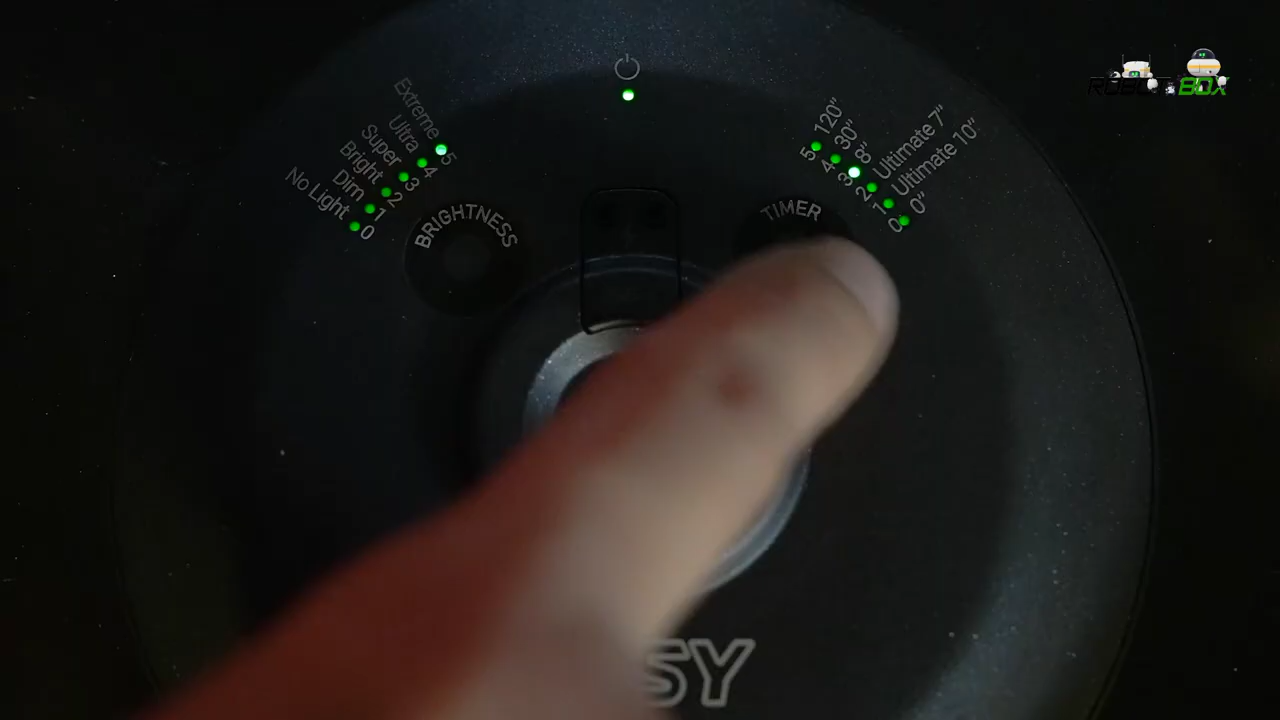 ROBOT BOX
Extreme 5
Ultra 4
Super 3
Bright 2
Dim 1
No Light 0
BRIGHTNESS
TIMER
5 120"
4 30"
3 8"
2 Ultimate 7"
1 Ultimate 10"
0 0"
SY